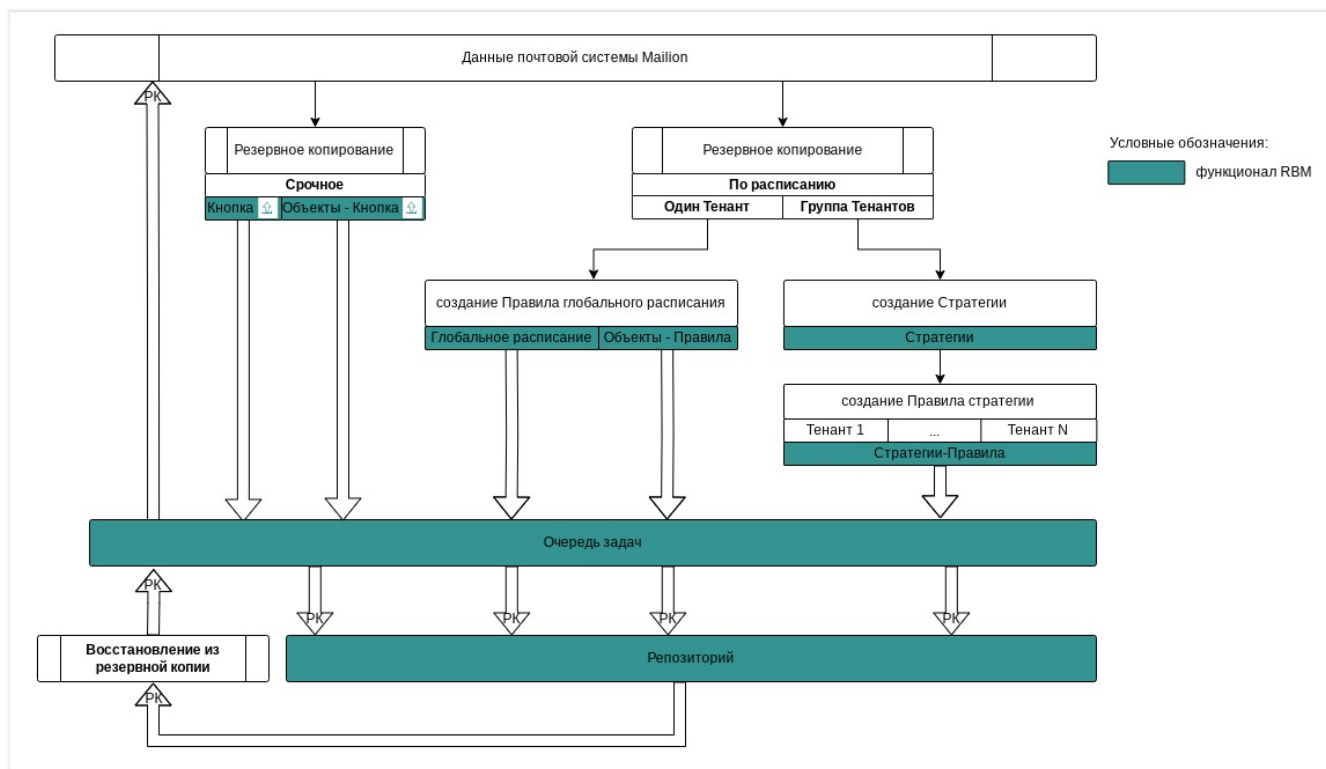 Данные почтовой системы Mailion
РК
Резервное копирование
Срочное
Кнопка
Объекты - Кнопка
Резервное копирование
По расписанию
Один Тенант
Группа Тенантов
Условные обозначения:
функционал RBM
создание Правила глобального расписания
Глобальное расписание
Объекты - Правила
создание Стратегии
Стратегии
создание Правила стратегии
Тенант 1
...
Тенант N
Стратегии-Правила
Очередь задач
РК
РК
РК
РК
РК
Восстановление из
резервной копии
Репозиторий
РК